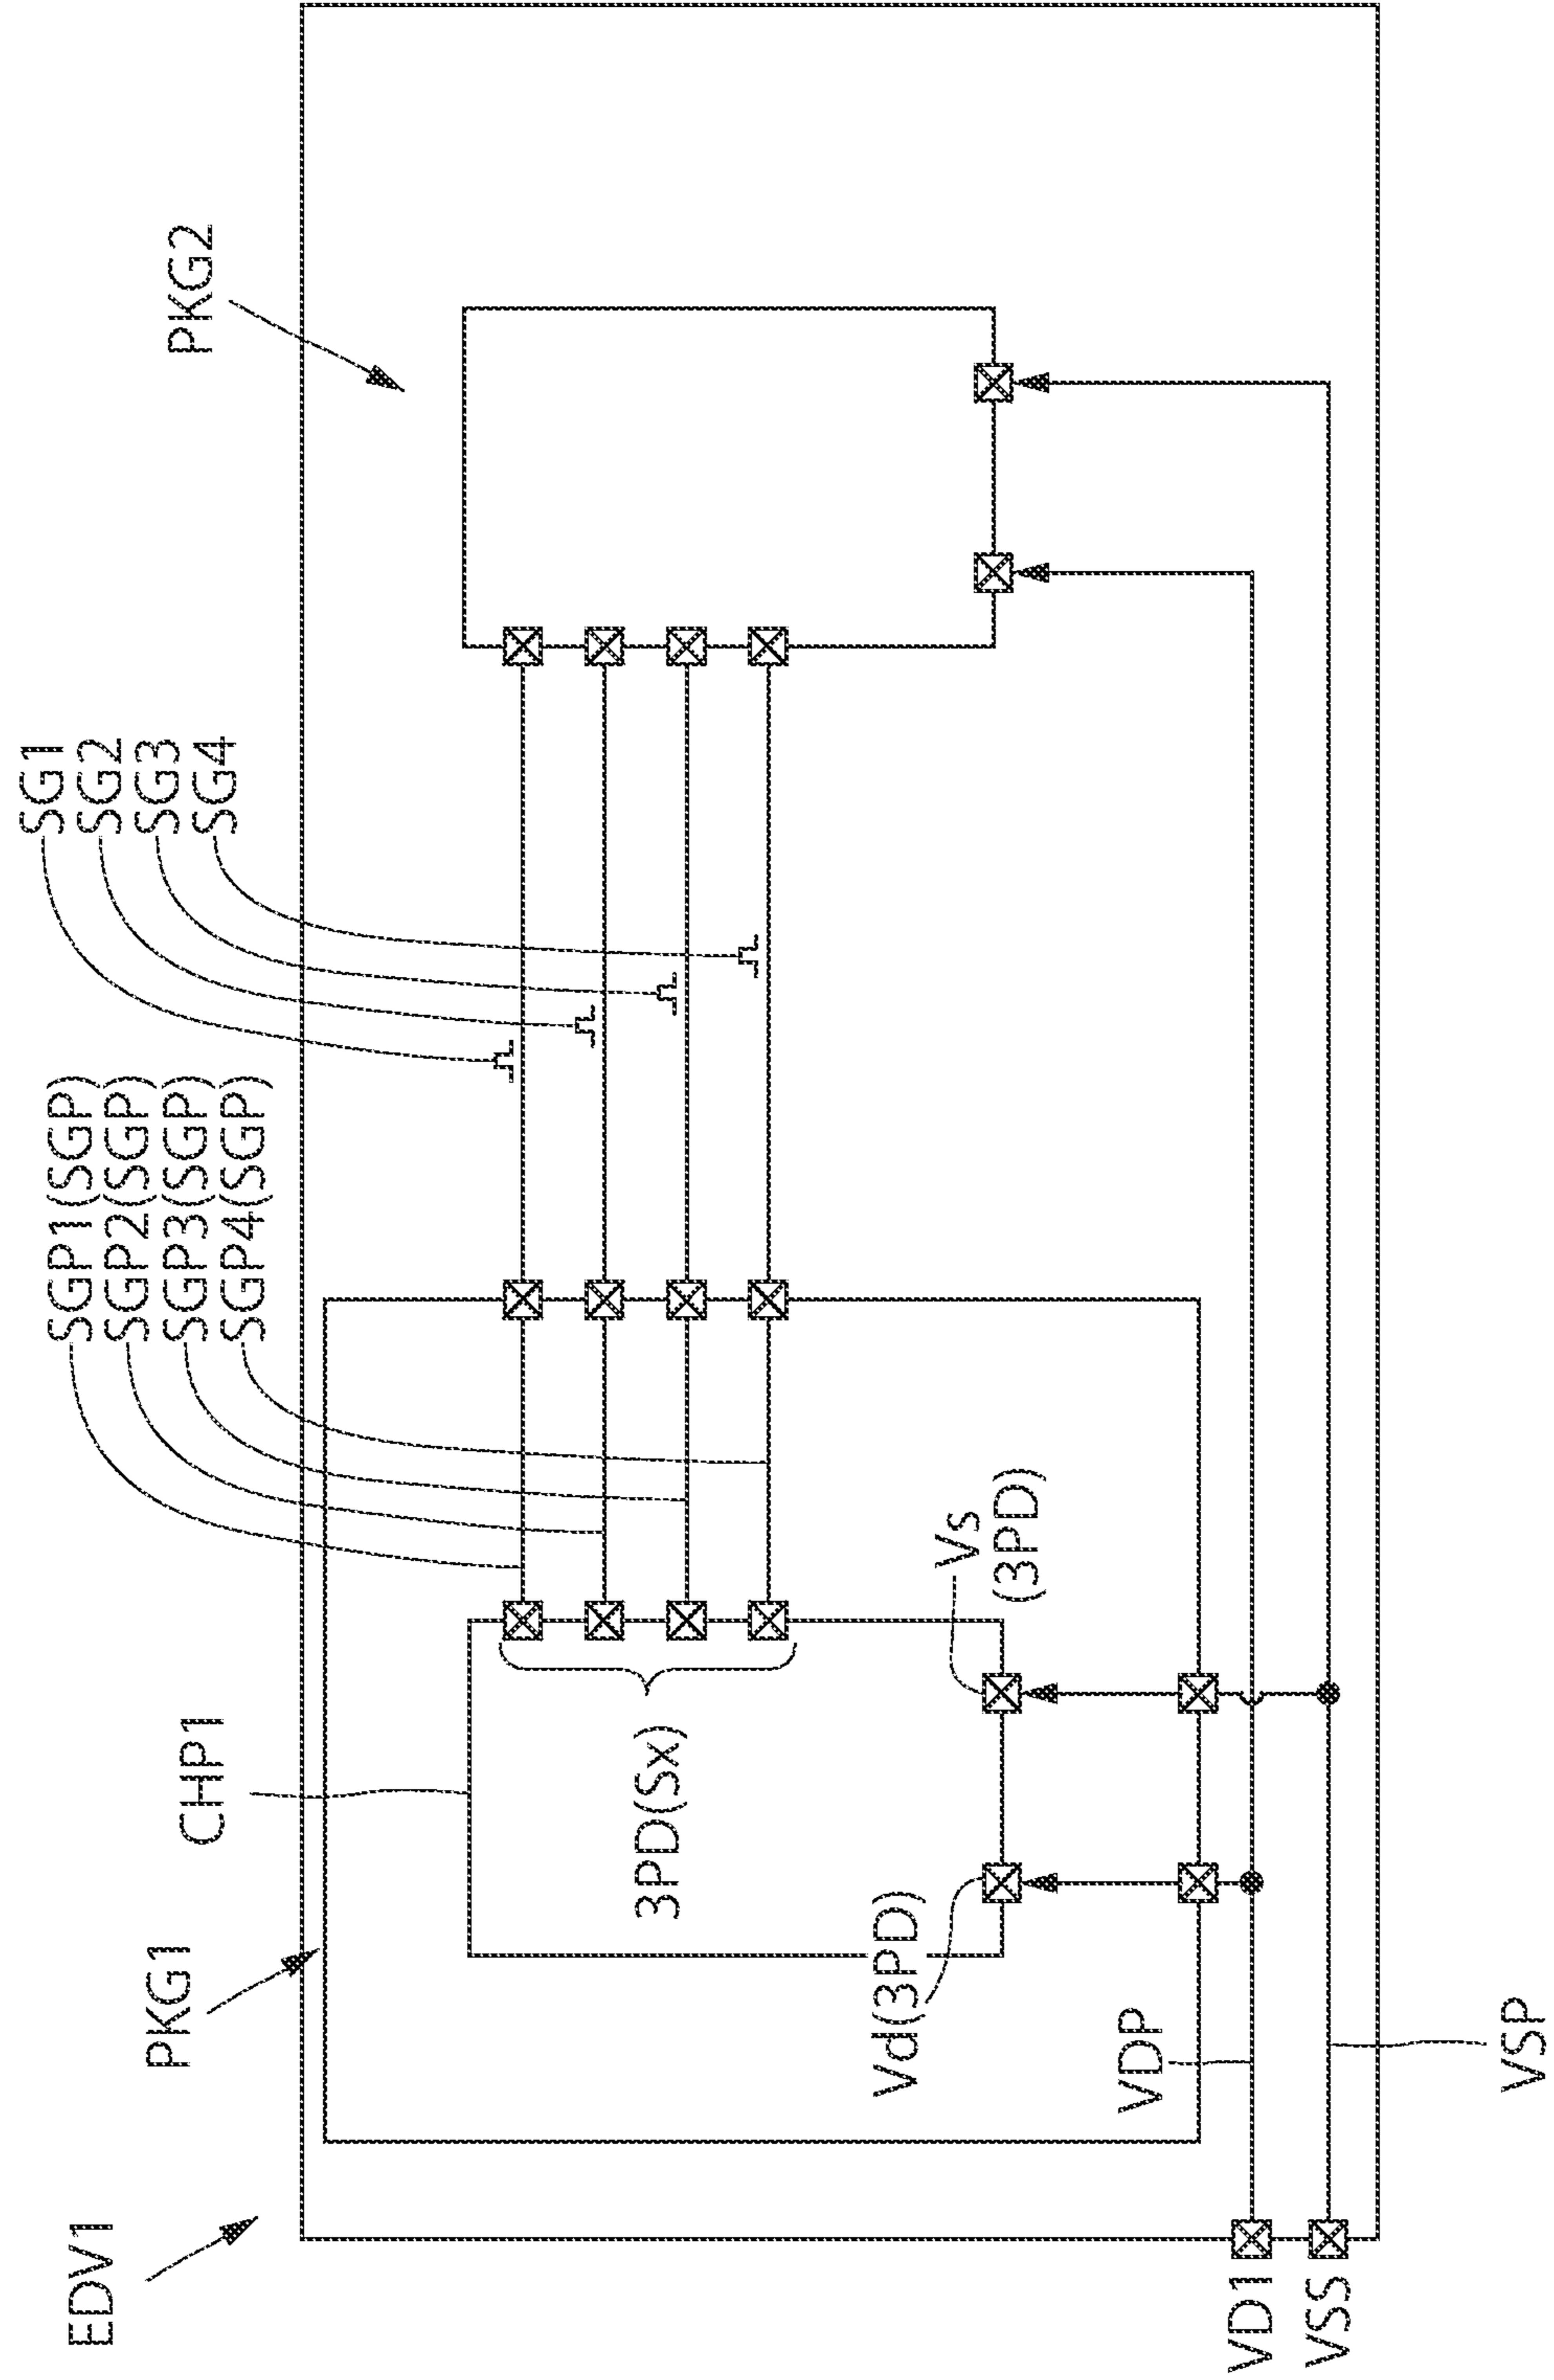 EDV1
PKG1
CHP1
SGP1(SGP)
SGP2(SGP)
SGP3(SGP)
SGP4(SGP)
SG1
SG2
SG3
SG4
PKG2
3PD(Sx)
Vd(3PD)
Vs
(3PD)
VDP
VD1
VSS
VSP